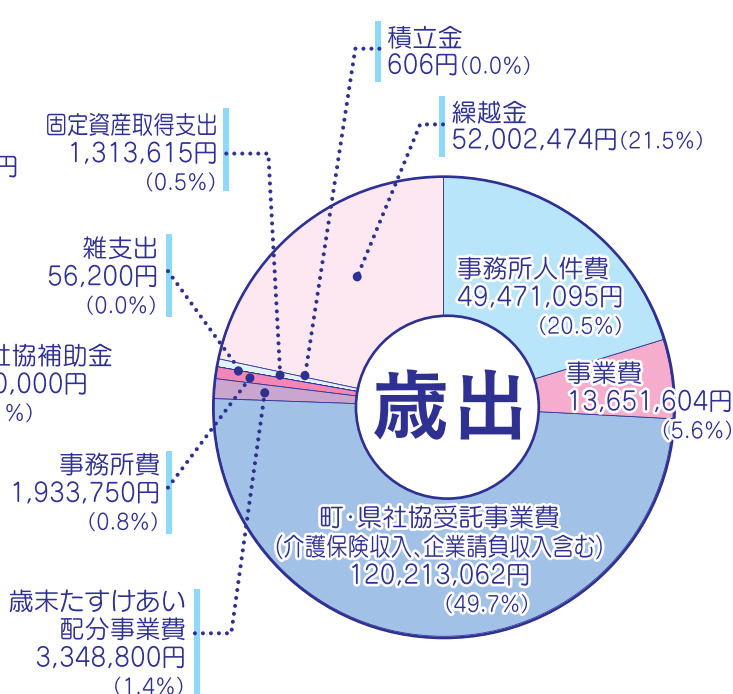 積立金
606円(0.0%)
繰越金
52,002,474円(21.5%)
固定資産取得支出
1,313,615円
(0.5%)
円
雑支出
56,200円
(0.0%)
事務所人件費
49,471,095円
(20.5%)
社協補助金
0,000円
%)
事業費
13,651,604円
(5.6%)
歳出
事務所費
1,933,750円
(0.8%)
町・県社協受託事業費
(介護保険収入、企業請負収入含む)
120,213,062円
(49.7%)
歳末たすけあい
配分事業費
3,348,800円
(1.4%)